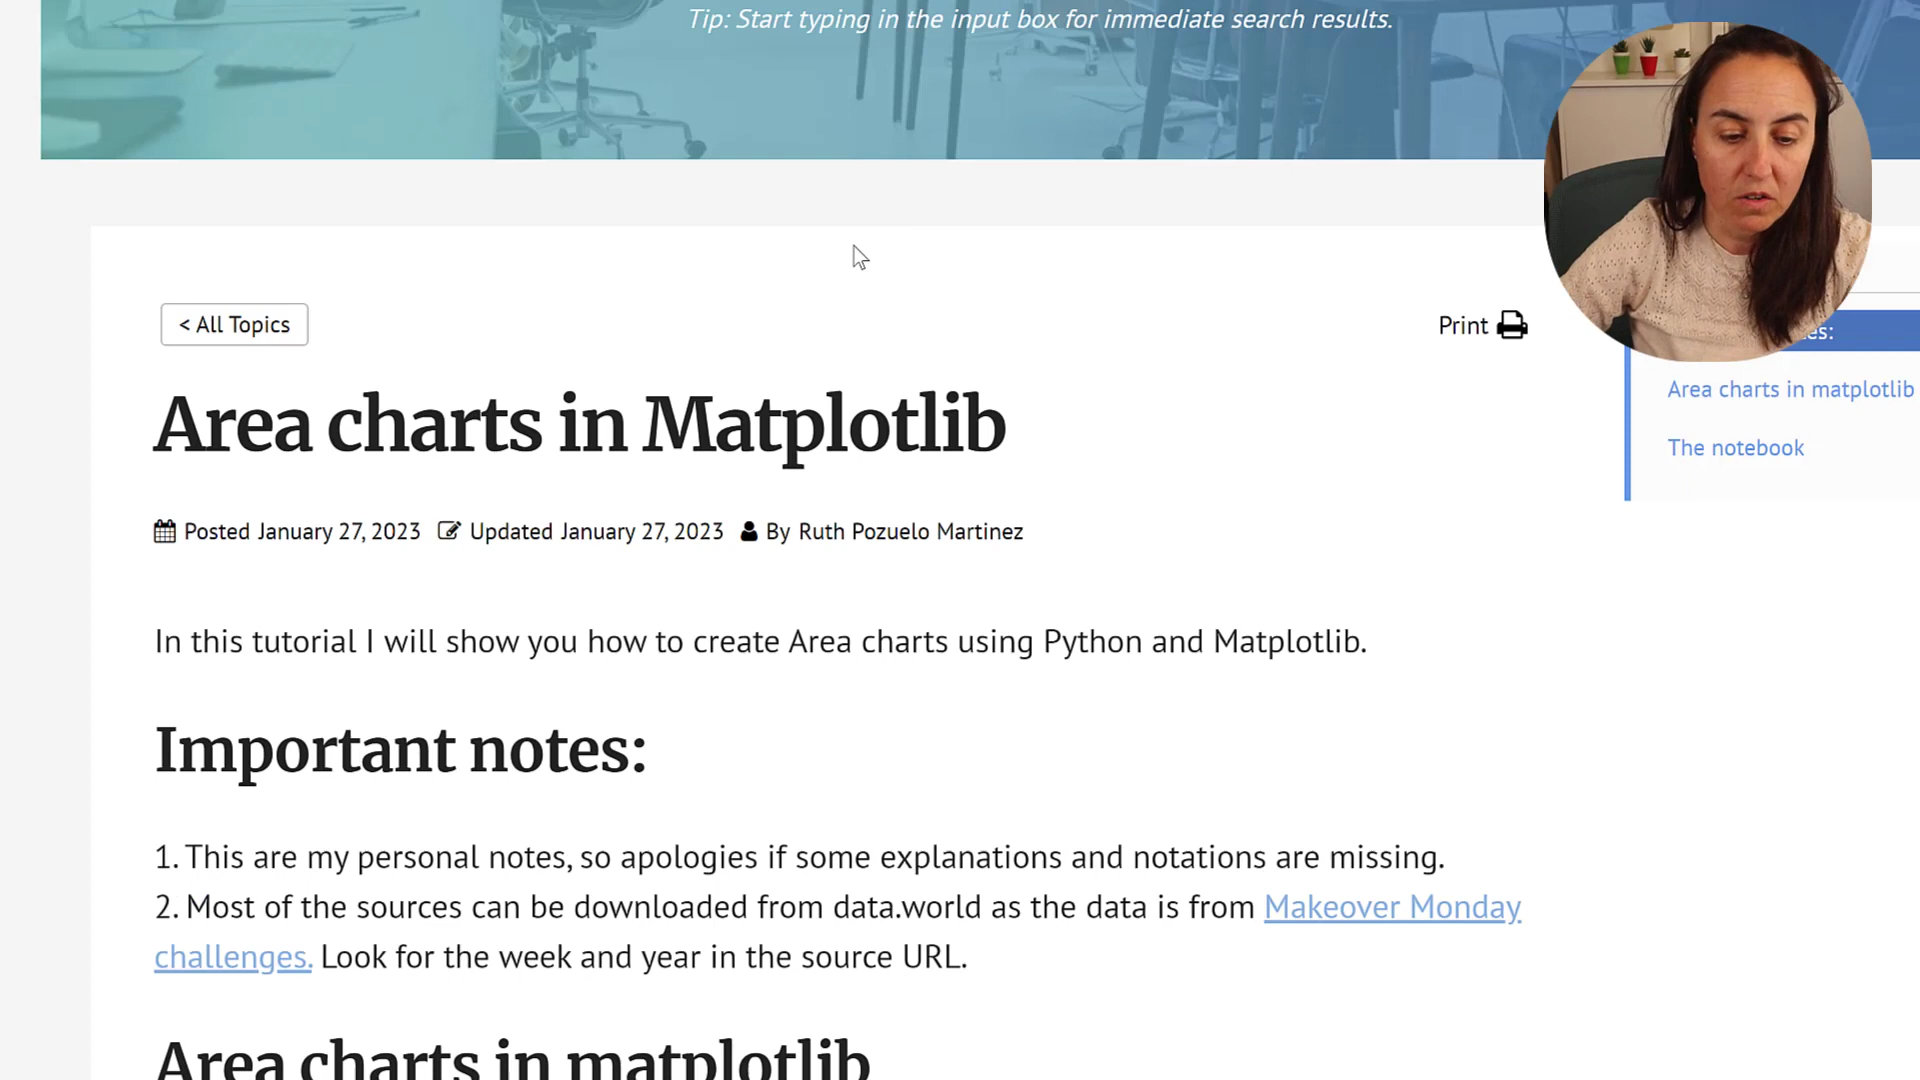 Tip: Start typing in the input box for immediate search results.
< All Topics
Print
Area charts in Matplotlib
Posted January 27, 2023 Updated January 27, 2023 By Ruth Pozuelo Martinez
In this tutorial I will show you how to create Area charts using Python and Matplotlib.
Important notes:
1. This are my personal notes, so apologies if some explanations and notations are missing.
2. Most of the sources can be downloaded from data.world as the data is from Makeover Monday
challenges. Look for the week and year in the source URL.
Area charts in matplotlib
Area charts in matplotlib
The notebook